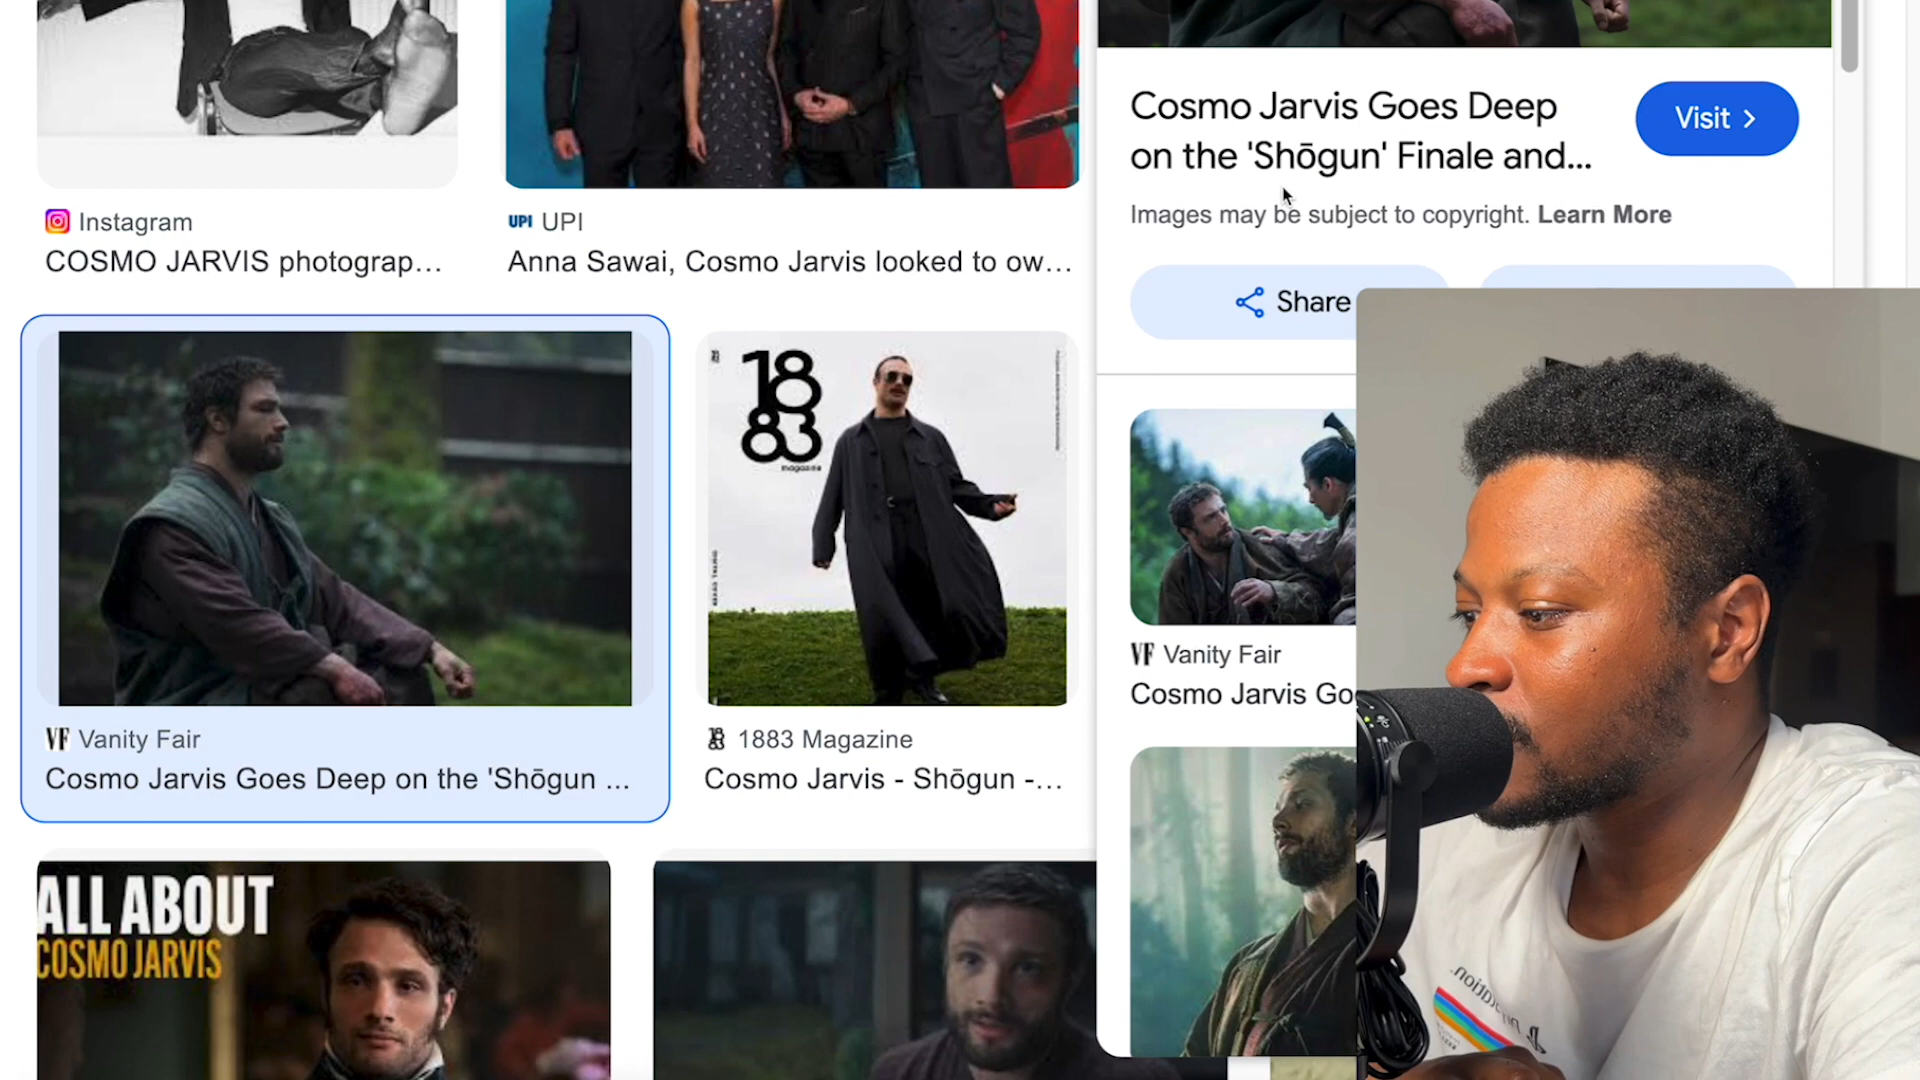 Instagram
COSMO JARVIS photograp...
UPI UPI
Anna Sawai, Cosmo Jarvis looked to ow...
Cosmo Jarvis Goes Deep
on the 'Shōgun' Finale and...
Visit
Images may be subject to copyright. Learn More
Share
18
83
magazine
VF Vanity Fair
Cosmo Jarvis Goes Deep on the 'Shōgun ...
1883 Magazine
Cosmo Jarvis - Shōgun -...
VF Vanity Fair
Cosmo Jarvis Go
ALL ABOUT
COSMO JARVIS